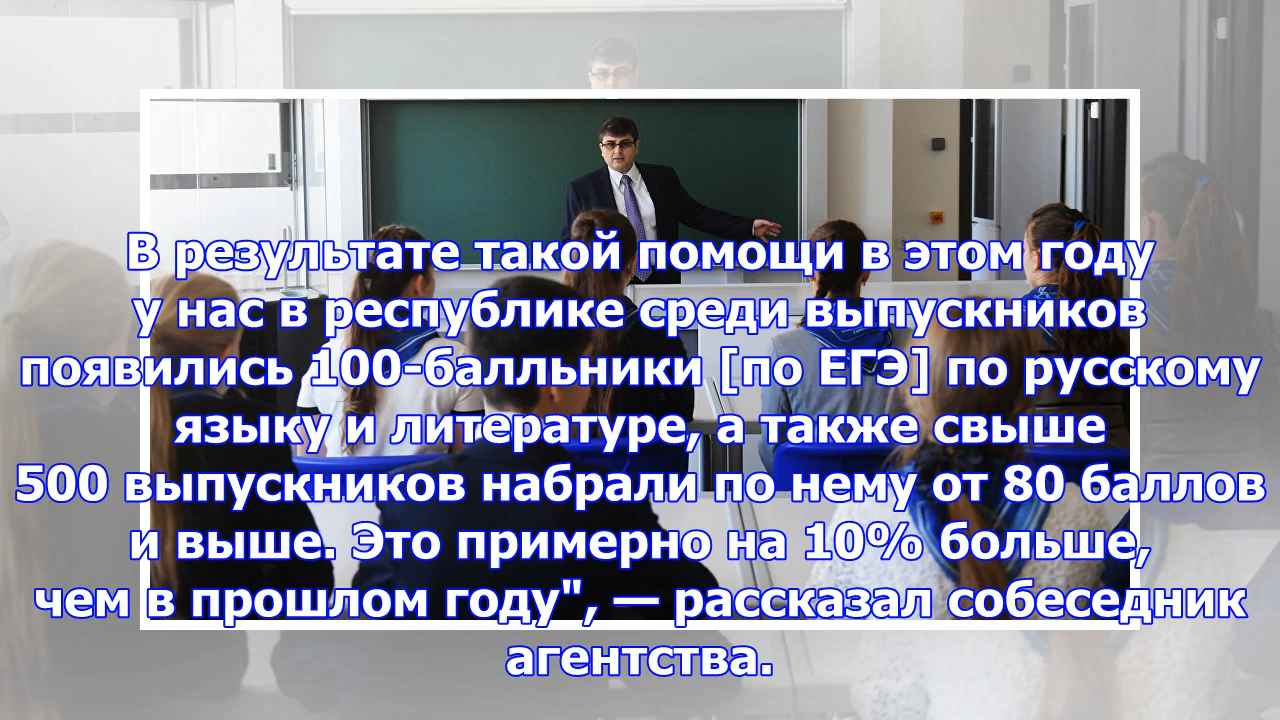 В результате такой помощи в этом году
у нас в республике среди выпускников
появились 100-балльники [по ЕГЭ] по русскому
языку и литературе, а также свыше
500 выпускников набрали по нему от 80 баллов
и выше. Это примерно на 10% больше,
чем в прошлом году", — рассказал собеседник
агентства.